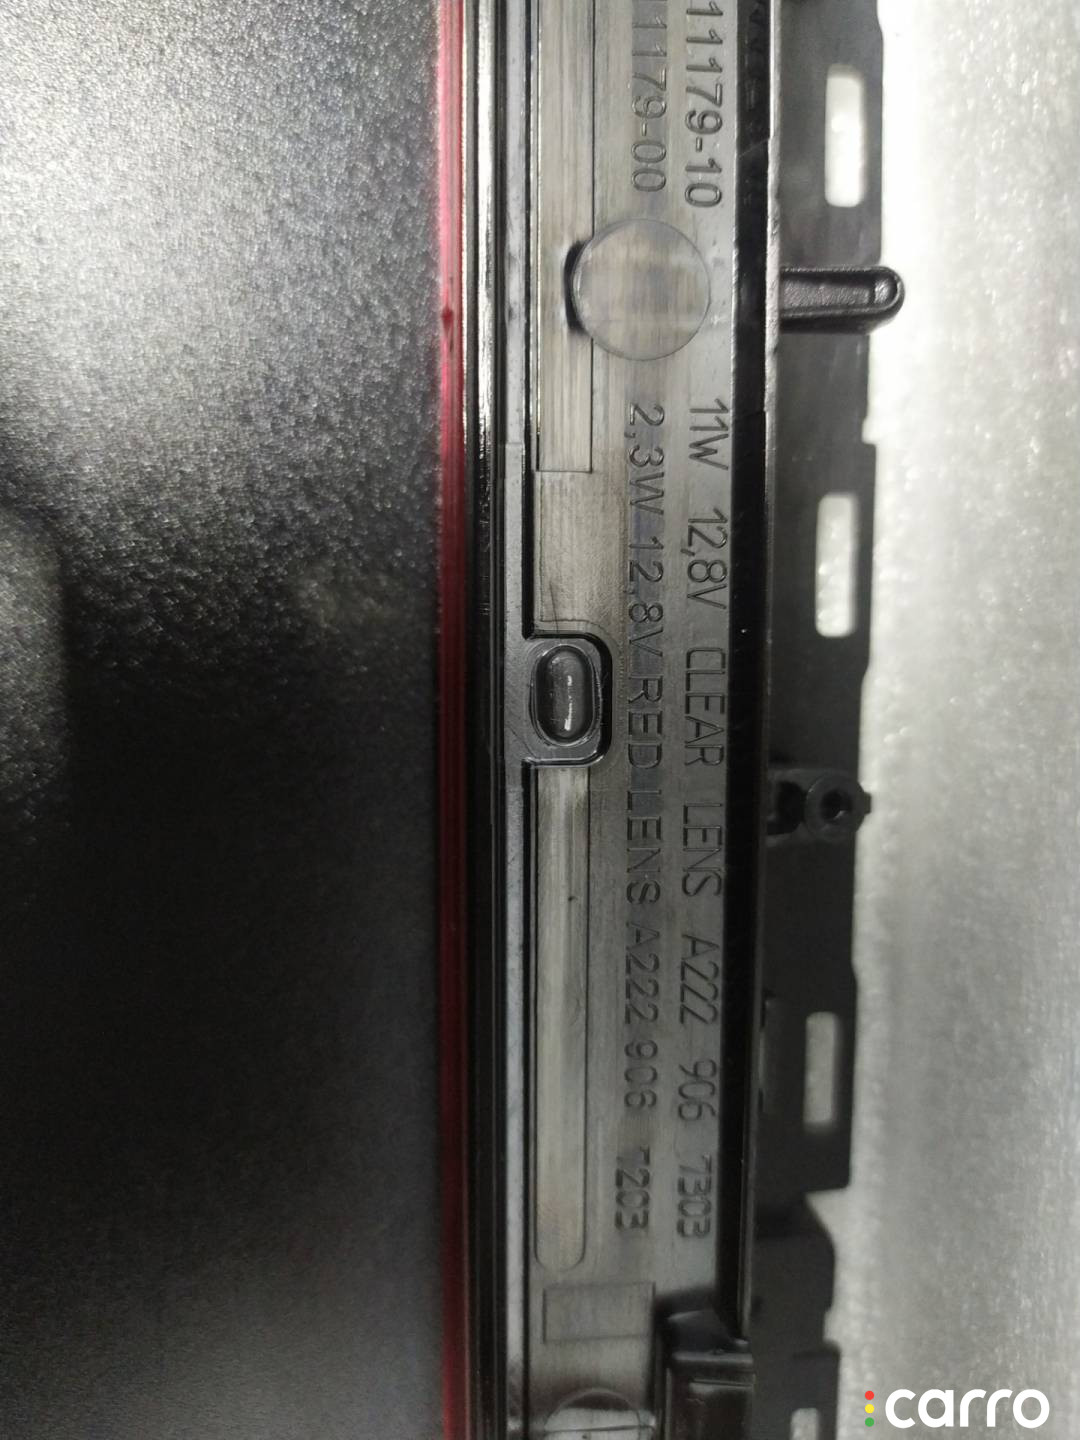 11179-10 11W 12,8V CLEAR LENS A222 906 7303
1179-00 2,3W 12,8V RED LENS A222 906 7203
carro